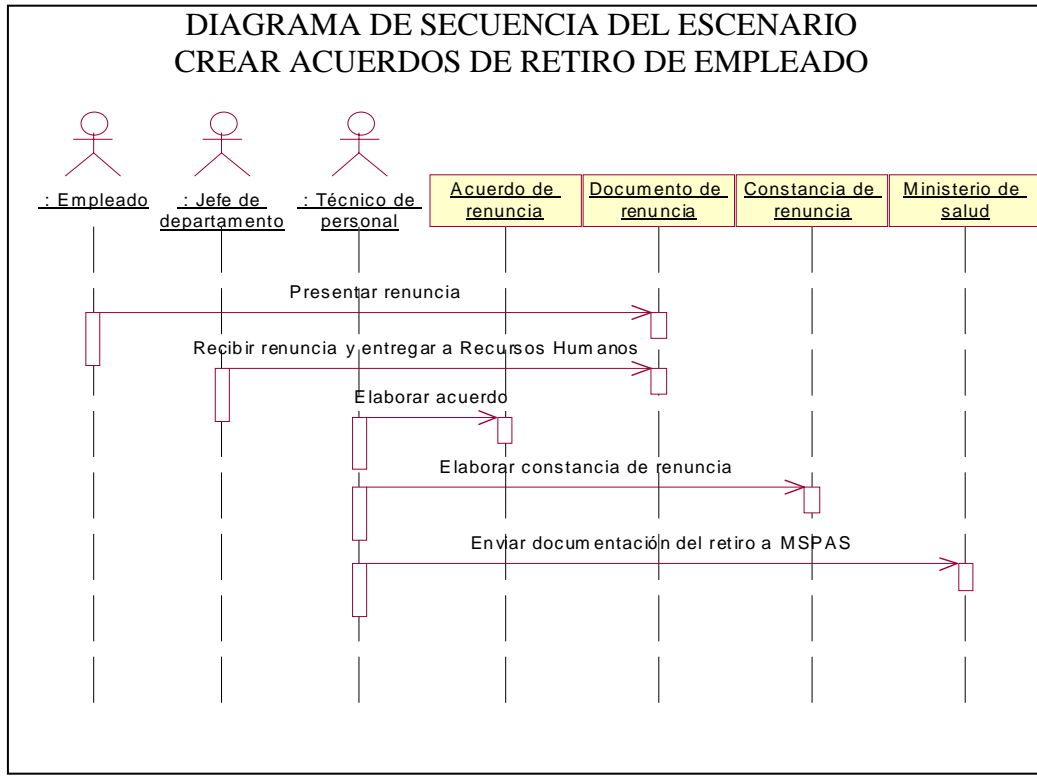 DIAGRAMA DE SECUENCIA DEL ESCENARIO
CREAR ACUERDOS DE RETIRO DE EMPLEADO
: Empleado
: Jefe de
departamento
: Técnico de
personal
Acuerdo de
renuncia
Documento de
renuncia
Constancia de
renuncia
Ministerio de
salud
Presentar renuncia
Recibir renuncia y entregar a Recursos Humanos
Elaborar acuerdo
Elaborar constancia de renuncia
Enviar documentación del retiro a MSPAS